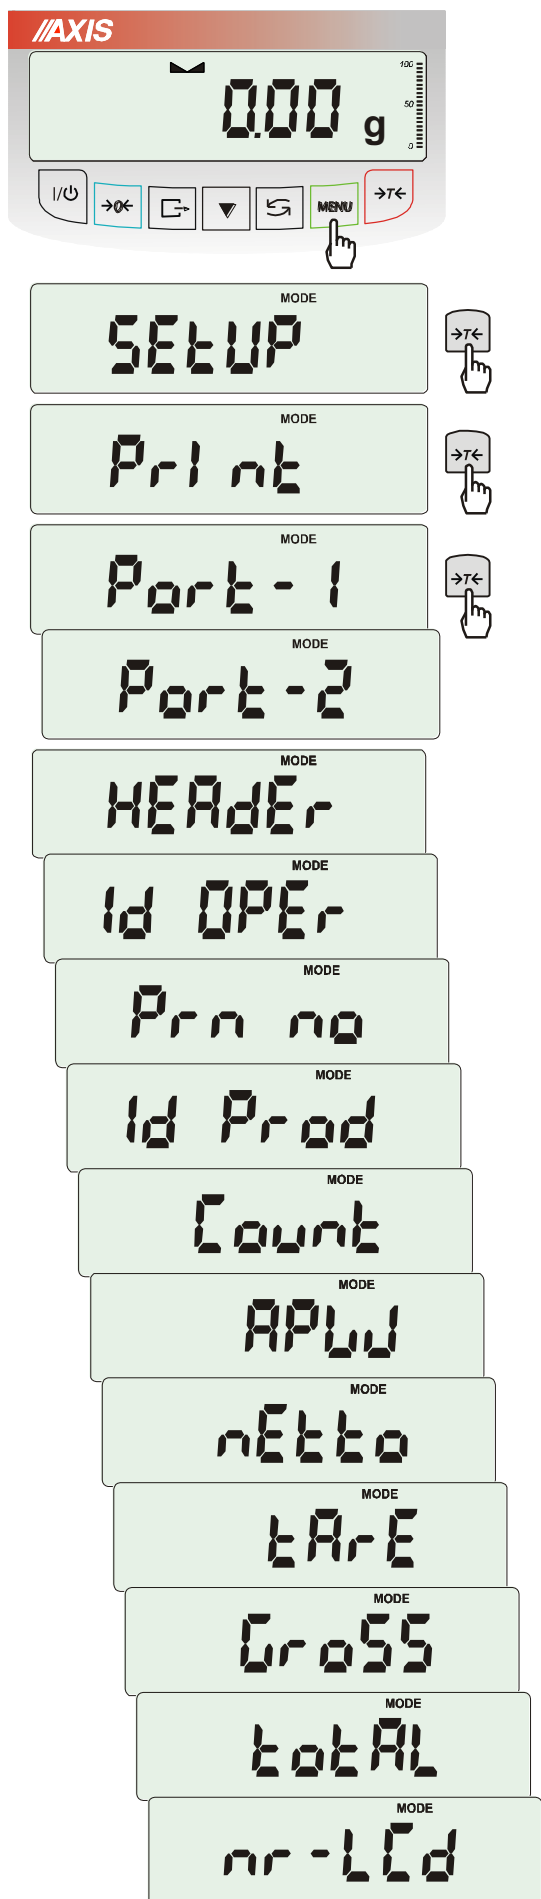 AXIS
100
0.00 g
50
0
I/⏻ →0← MENU →T←
MODE
SEtUP
→T←
MODE
PrI nt
→T←
MODE
Port-1
→T←
MODE
Port-2
MODE
HEAdEr
MODE
Id OPEr
MODE
Prn no
MODE
Id Prod
MODE
Count
MODE
APW
MODE
nEtto
MODE
tArE
MODE
GroSS
MODE
totAL
MODE
nr-LCd